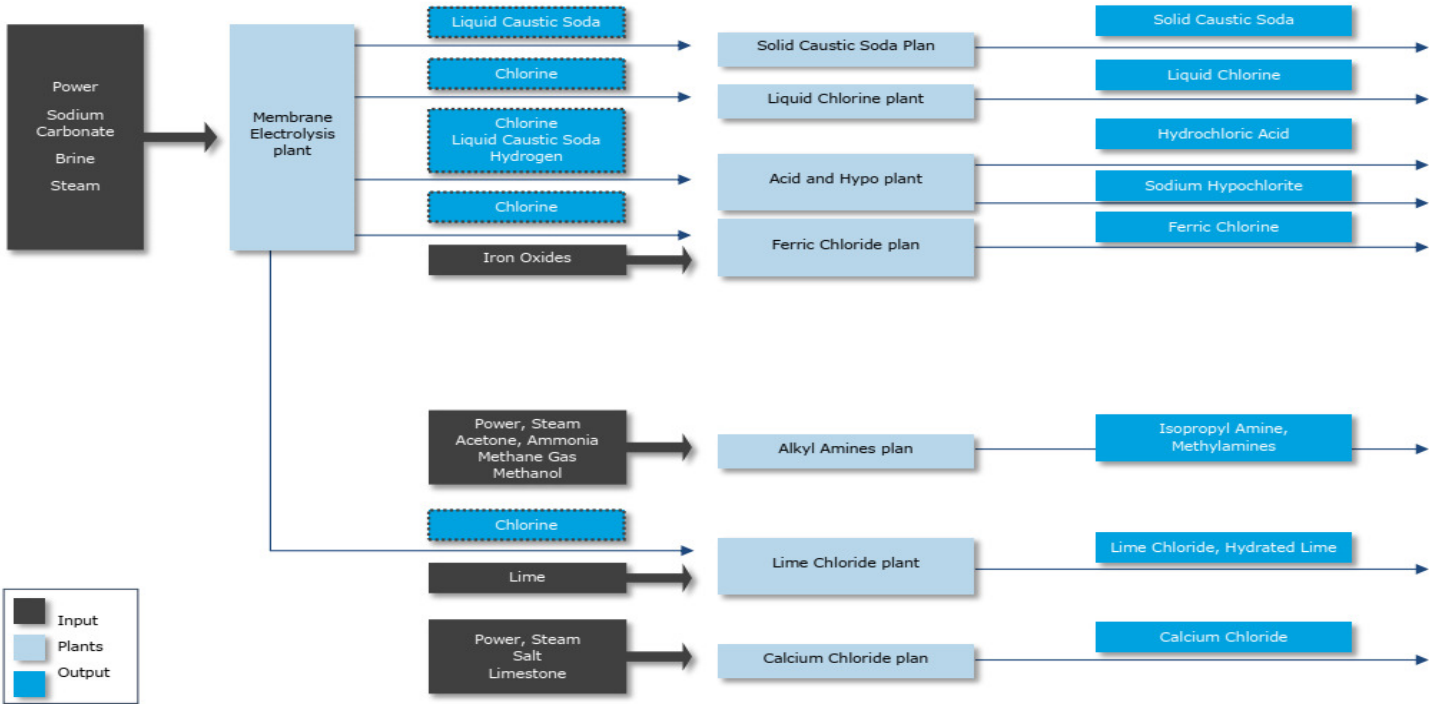 Power
Sodium
Carbonate
Brine
Steam
Membrane
Electrolysis
plant
Liquid Caustic Soda
Solid Caustic Soda Plan
Solid Caustic Soda
Chlorine
Liquid Chlorine plant
Liquid Chlorine
Chlorine
Liquid Caustic Soda
Hydrogen
Acid and Hypo plant
Hydrochloric Acid
Sodium Hypochlorite
Chlorine
Iron Oxides
Ferric Chloride plan
Ferric Chlorine
Power, Steam
Acetone, Ammonia
Methane Gas
Methanol
Alkyl Amines plan
Isopropyl Amine,
Methylamines
Chlorine
Lime
Lime Chloride plant
Lime Chloride, Hydrated Lime
Power, Steam
Salt
Limestone
Calcium Chloride plan
Calcium Chloride
Input
Plants
Output